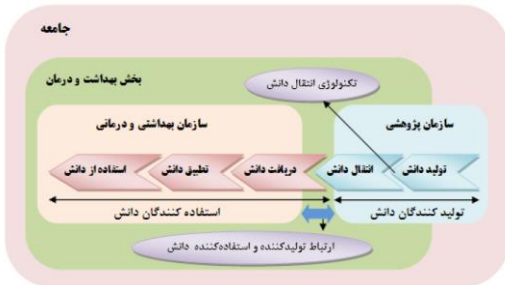 جامعه
بخش بهداشت و درمان
تکنولوژی انتقال دانش
سازمان پژوهشی
سازمان بهداشتی و درمانی
تولید دانش
انتقال دانش
دریافت دانش
تطبیق دانش
استفاده از دانش
تولید کنندگان دانش
استفاده کنندگان دانش
ارتباط تولیدکننده و استفاده‌کننده دانش